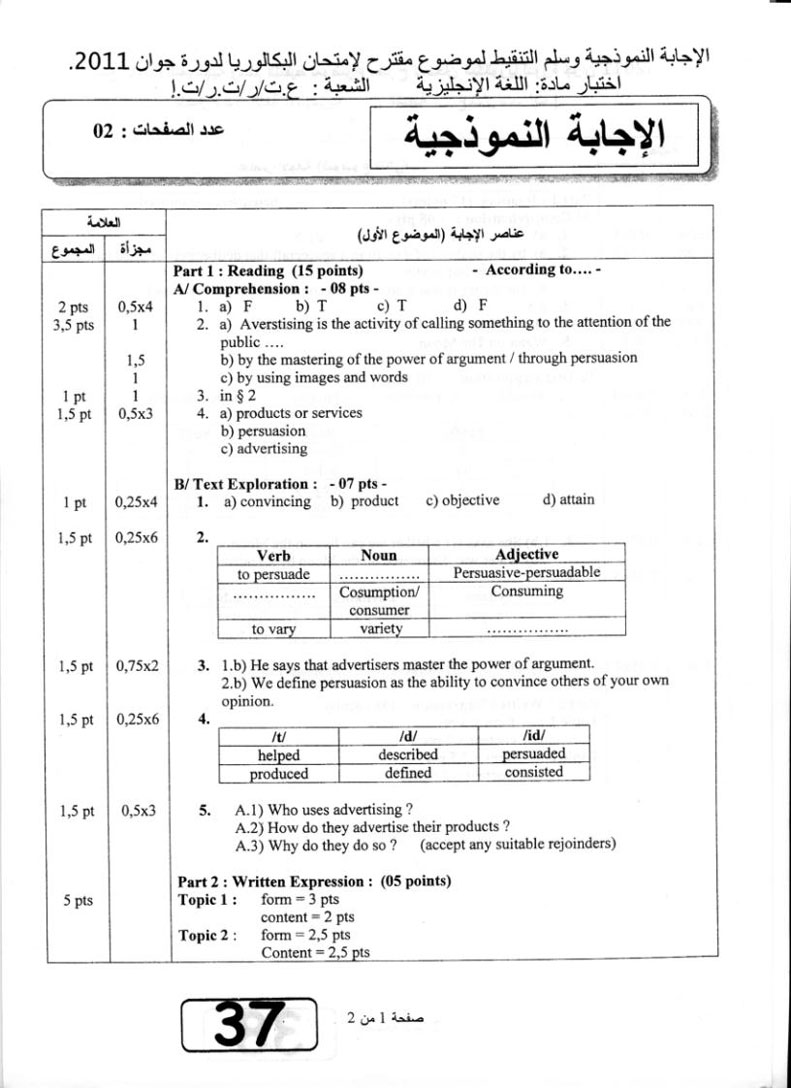 الإجابة النموذجية وسلم التنقيط لموضوع مقترح لإمتحان البكالوريا لدورة جوان 2011.
اختبار مادة: اللغة الإنجليزية الشعبة: ع.ت/ر/ت.ر/ت.إ
الإجابة النموذجية
عدد الصفحات : 02
العلامة
عناصر الإجابة (الموضوع الأول)
المجموع مجزأة
Part 1 : Reading (15 points) - According to.... -
A/ Comprehension : - 08 pts -
2 pts 0,5x4 1. a) F b) T c) T d) F
3,5 pts 1 2. a) Averstising is the activity of calling something to the attention of the
public ....
1,5 b) by the mastering of the power of argument / through persuasion
1 c) by using images and words
1 pt 1 3. in § 2
1,5 pt 0,5x3 4. a) products or services
b) persuasion
c) advertising
B/ Text Exploration : - 07 pts -
1 pt 0,25x4 1. a) convincing b) product c) objective d) attain
1,5 pt 0,25x6 2.
Verb Noun Adjective
to persuade ................ Persuasive-persuadable
................ Cosumption/ Consuming
consumer
to vary variety ................
1,5 pt 0,75x2 3. 1.b) He says that advertisers master the power of argument.
2.b) We define persuasion as the ability to convince others of your own
opinion.
1,5 pt 0,25x6 4.
/t/ /d/ /id/
helped described persuaded
produced defined consisted
1,5 pt 0,5x3 5. A.1) Who uses advertising ?
A.2) How do they advertise their products ?
A.3) Why do they do so ? (accept any suitable rejoinders)
Part 2 : Written Expression : (05 points)
5 pts Topic 1 : form = 3 pts
content = 2 pts
Topic 2 : form = 2,5 pts
Content = 2,5 pts
صفحة 1 من 2
37